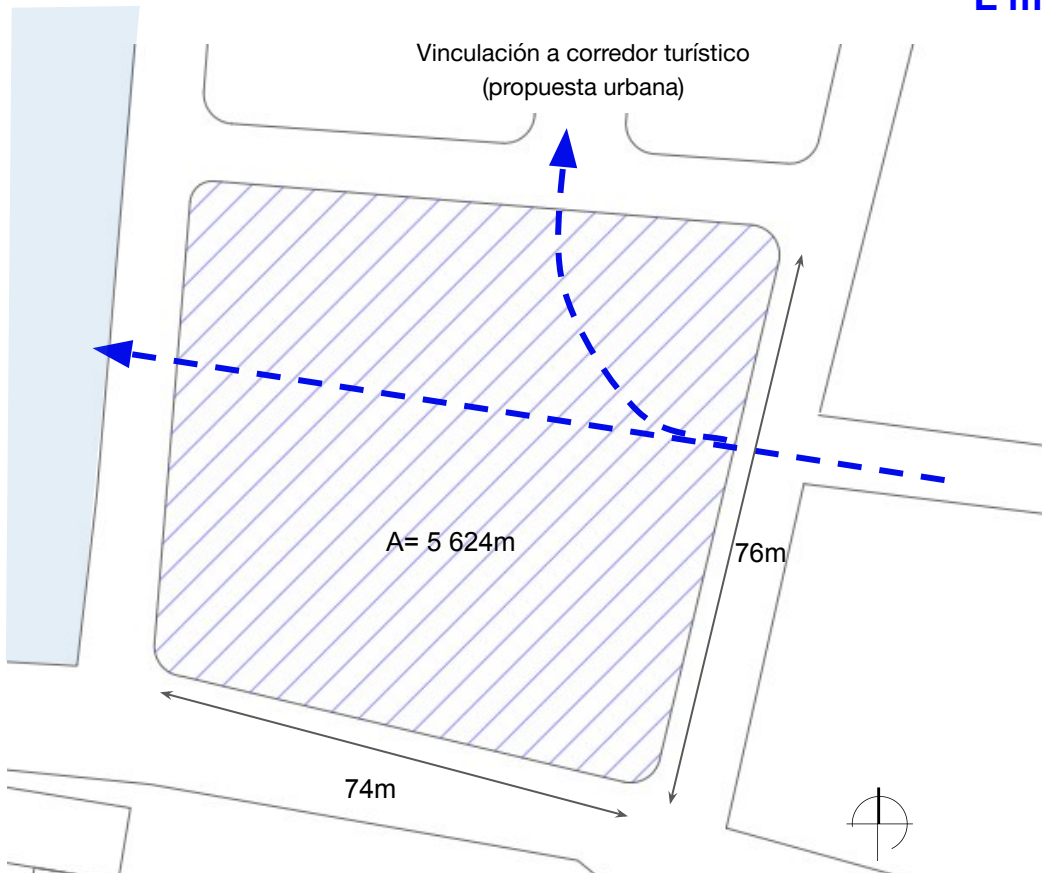 Vinculación a corredor turístico
(propuesta urbana)
A= 5 624m
76m
74m